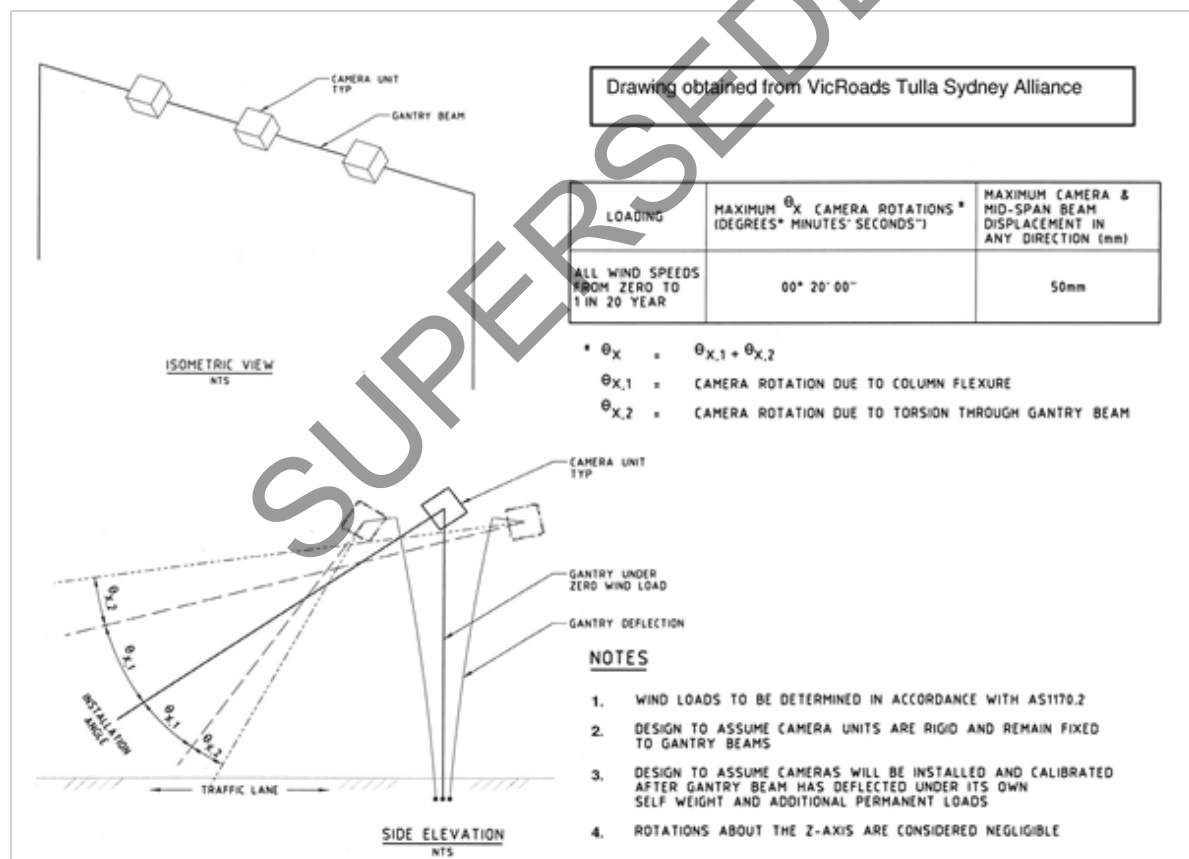 CAMERA UNIT
TYP
GANTRY BEAM
ISOMETRIC VIEW
NTS
Drawing obtained from VicRoads Tulla Sydney Alliance
LOADING
MAXIMUM θX CAMERA ROTATIONS *
(DEGREES° MINUTES' SECONDS")
MAXIMUM CAMERA &
MID-SPAN BEAM
DISPLACEMENT IN
ANY DIRECTION (mm)
ALL WIND SPEEDS
FROM ZERO TO
1 IN 20 YEAR
00° 20' 00"
50mm
* θX = θX,1 + θX,2
θX,1 = CAMERA ROTATION DUE TO COLUMN FLEXURE
θX,2 = CAMERA ROTATION DUE TO TORSION THROUGH GANTRY BEAM
CAMERA UNIT
TYP
GANTRY UNDER
ZERO WIND LOAD
GANTRY DEFLECTION
θX,2
θX,1
INSTALLATION
ANGLE
θX,1
θX,2
TRAFFIC LANE
SIDE ELEVATION
NTS
NOTES
1. WIND LOADS TO BE DETERMINED IN ACCORDANCE WITH AS1170.2
2. DESIGN TO ASSUME CAMERA UNITS ARE RIGID AND REMAIN FIXED
TO GANTRY BEAMS
3. DESIGN TO ASSUME CAMERAS WILL BE INSTALLED AND CALIBRATED
AFTER GANTRY BEAM HAS DEFLECTED UNDER ITS OWN
SELF WEIGHT AND ADDITIONAL PERMANENT LOADS
4. ROTATIONS ABOUT THE Z-AXIS ARE CONSIDERED NEGLIGIBLE
SUPERSEDE